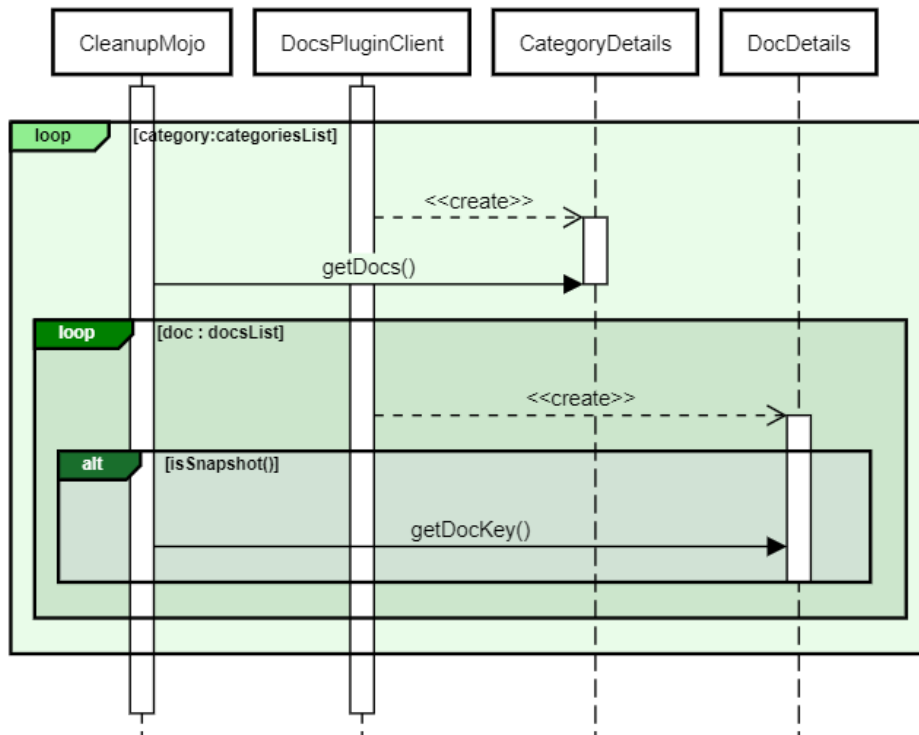 CleanupMojo
DocsPluginClient
CategoryDetails
DocDetails
loop
[category:categoriesList]
<<create>>
getDocs()
loop
[doc : docsList]
<<create>>
alt
[isSnapshot()]
getDocKey()